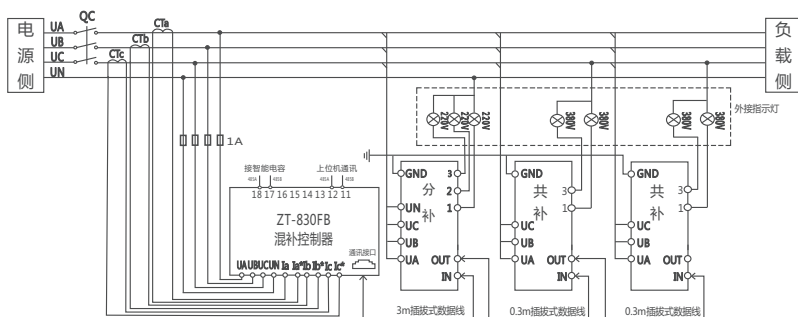 电源侧
UA
UB
UC
UN
QC
CTa
CTb
CTc
负载侧
220V
220V
220V
380V
380V
380V
380V
外接指示灯
1A
接智能电容
485A 485B
上位机通讯
485A 485B
18 17 16 15 14 13 12 11
ZT-830FB
混补控制器
通讯接口
UA UB UC UN Ia Ia* Ib Ib* Ic Ic*
GND 3
分补
2
UN 1
UC
UB
UA OUT
IN
3m插拔式数据线
GND
共补
3
1
UC
UB
UA OUT
IN
0.3m插拔式数据线
GND
共补
3
1
UC
UB
UA OUT
IN
0.3m插拔式数据线